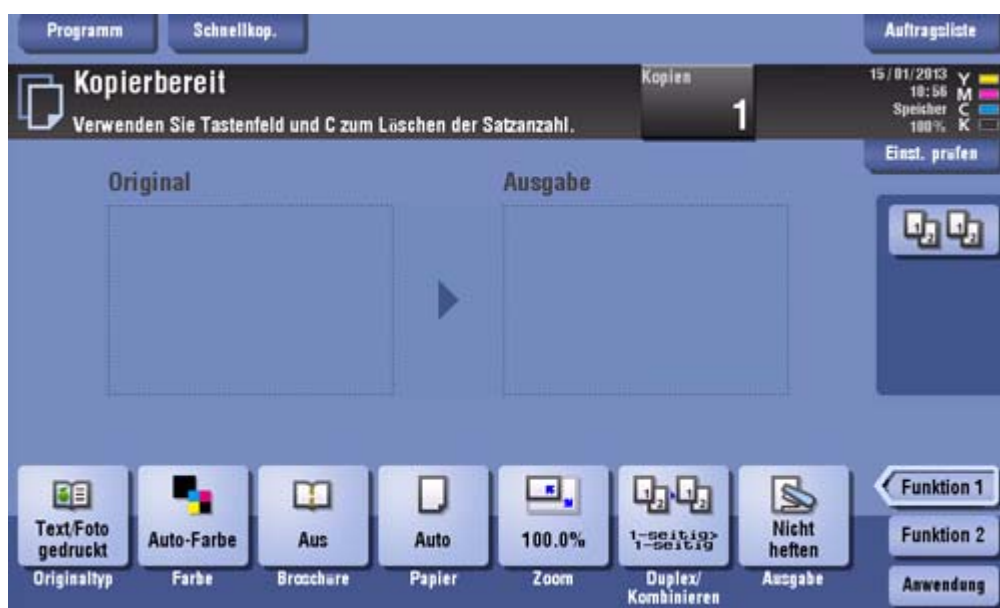 Programm
Schnellkop.
Auftragsliste
Kopierbereit
Verwenden Sie Tastenfeld und C zum Löschen der Satzanzahl.
Kopien
1
15/01/2013
10:56
Speicher
100%
Y
M
C
K
Einst. prüfen
Original
Ausgabe
Text/Foto
gedruckt
Originaltyp
Auto-Farbe
Farbe
Aus
Broschüre
Auto
Papier
100.0%
Zoom
1-seitig>
1-seitig
Duplex/
Kombinieren
Nicht
heften
Ausgabe
Funktion 1
Funktion 2
Anwendung